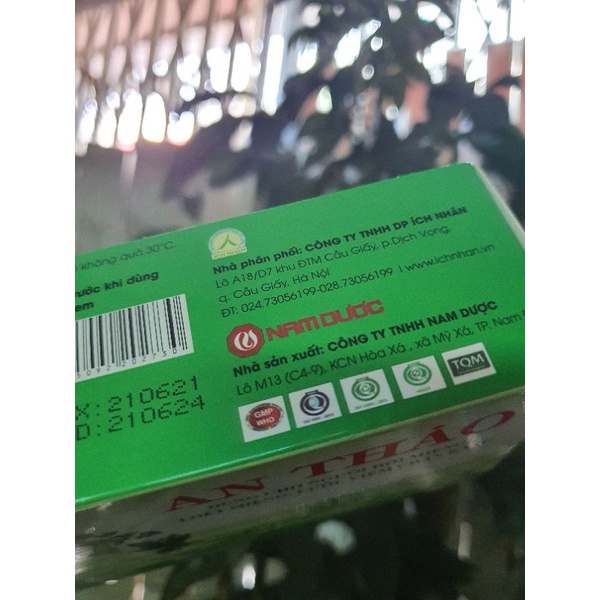 không quá 30°C.
trước khi dùng
em
092202730
X: 210621
D: 210624
Nhà phân phối: CÔNG TY TNHH DP ÍCH NHÂN
Lô A18/D7 khu ĐTM Cầu Giấy, p.Dịch Vọng,
q. Cầu Giấy, Hà Nội
ĐT: 024.73056199-028.73056199 I www.ichnhan.vn
NAM DƯỢC
Nhà sản xuất: CÔNG TY TNHH NAM DƯỢC
Lô M13 (C4-9), KCN Hòa Xá, xã Mỹ Xá, TP. Nam
GMP
WHO
TQM
AN THẢO